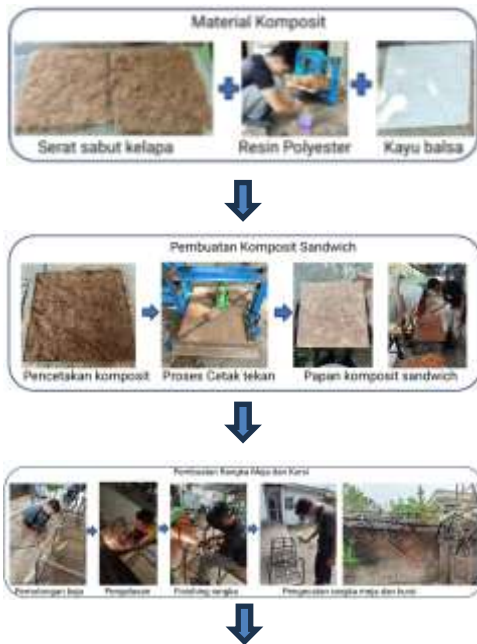 Material Komposit
Serat sabut kelapa
Resin Polyester
Kayu balsa
Pembuatan Komposit Sandwich
Pencetakan komposit
Proses Cetak tekan
Papan komposit sandwich
Pembuatan Rangka Meja dan Kursi
Pemotongan baja
Pengelasan
Finishing rangka
Pengecatan rangka meja dan kursi